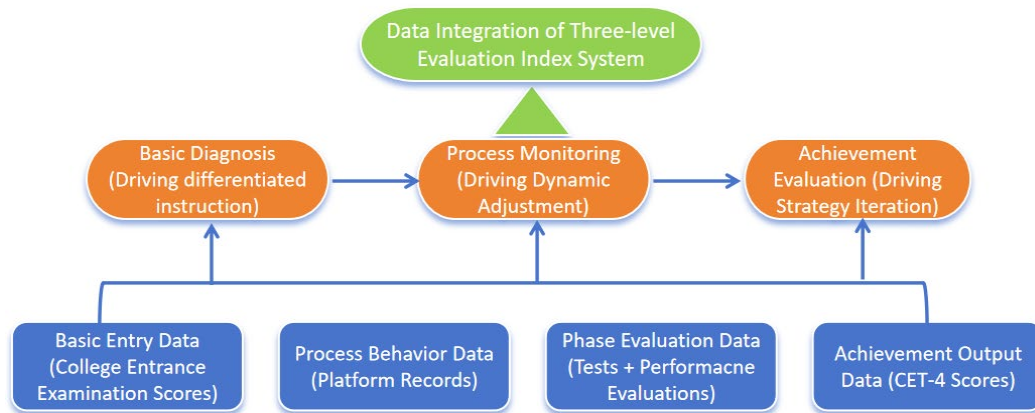 Data Integration of Three-level
Evaluation Index System
Basic Diagnosis
(Driving differentiated
instruction)
Process Monitoring
(Driving Dynamic
Adjustment)
Achievement
Evaluation (Driving
Strategy Iteration)
Basic Entry Data
(College Entrance
Examination Scores)
Process Behavior Data
(Platform Records)
Phase Evaluation Data
(Tests + Performacne
Evaluations)
Achievement Output
Data (CET-4 Scores)